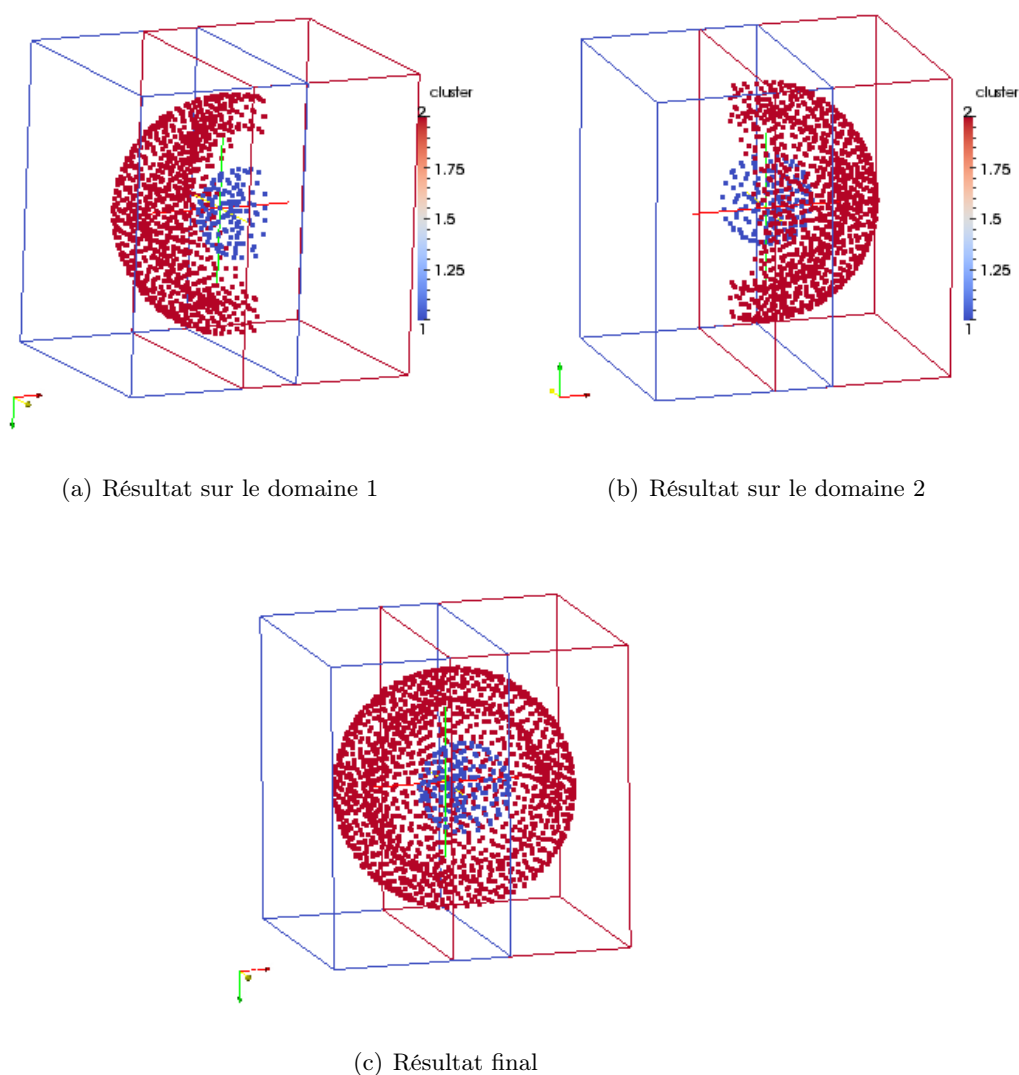 cluster
2
1.75
1.5
1.25
1
cluster
2
1.75
1.5
1.25
1
(a) Résultat sur le domaine 1
(b) Résultat sur le domaine 2
(c) Résultat final